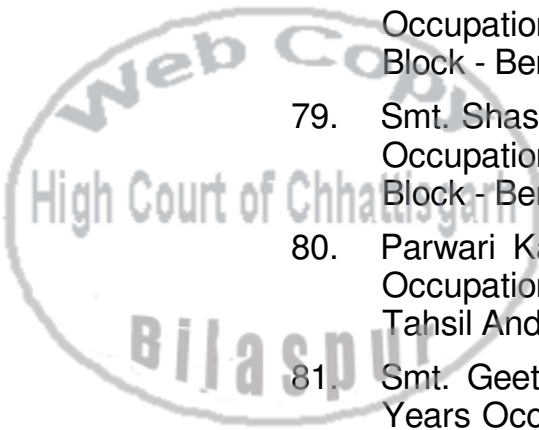 Occupation
Block - Ber
79. Smt. Shas
Occupation
Block - Ber
80. Parwari Ka
Occupation
Tahsil And
81. Smt. Geet
Years Occ
Web Copy
High Court of Chhattisgarh
Bilaspur